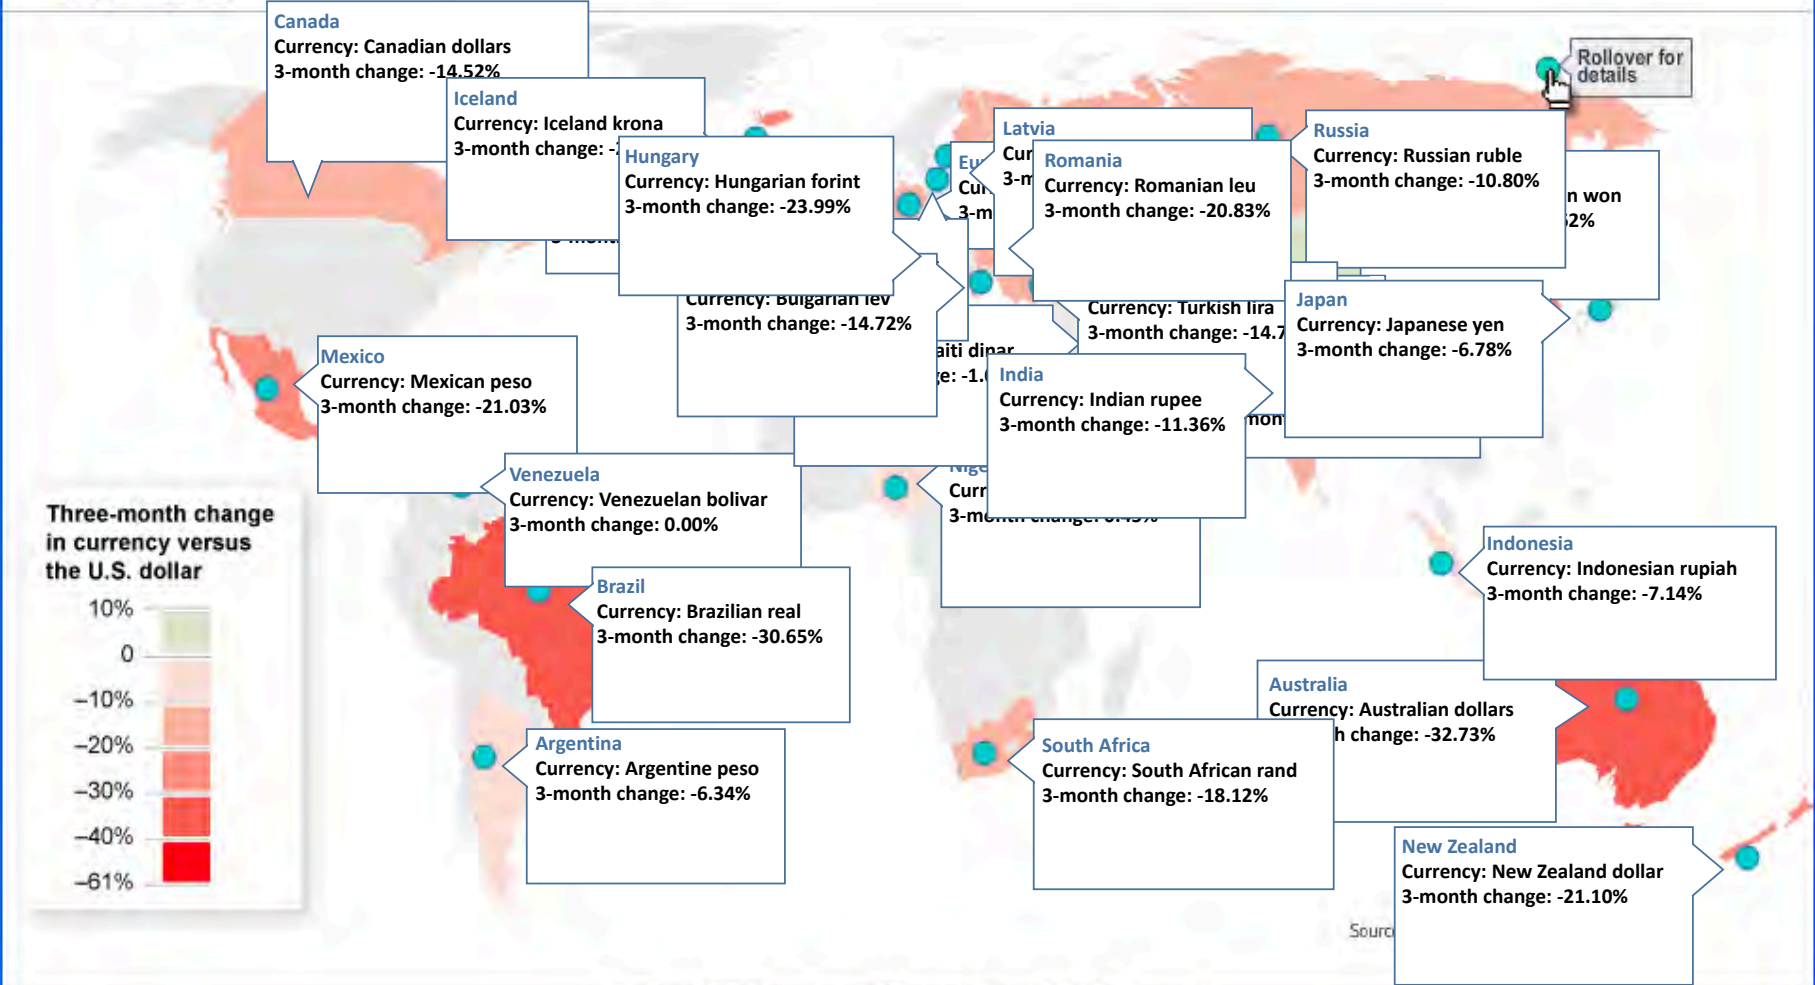 Canada
Currency: Canadian dollars
3-month change: -14.52%
Rollover for
details
Iceland
Currency: Iceland krona
3-month change: -
Hungary
Currency: Hungarian forint
3-month change: -23.99%
Latvia
Romania
Currency: Romanian leu
3-month change: -20.83%
Russia
Currency: Russian ruble
3-month change: -10.80%
won
Currency: Bulgarian lev
3-month change: -14.72%
Currency: Turkish lira
3-month change: -14.7
Japan
Currency: Japanese yen
3-month change: -6.78%
dinar
India
Currency: Indian rupee
3-month change: -11.36%
Mexico
Currency: Mexican peso
3-month change: -21.03%
Venezuela
Currency: Venezuelan bolivar
3-month change: 0.00%
Three-month change
in currency versus
the U.S. dollar
10%
0
–10%
–20%
–30%
–40%
–61%
Brazil
Currency: Brazilian real
3-month change: -30.65%
Indonesia
Currency: Indonesian rupiah
3-month change: -7.14%
Australia
Currency: Australian dollars
change: -32.73%
Argentina
Currency: Argentine peso
3-month change: -6.34%
South Africa
Currency: South African rand
3-month change: -18.12%
New Zealand
Currency: New Zealand dollar
3-month change: -21.10%